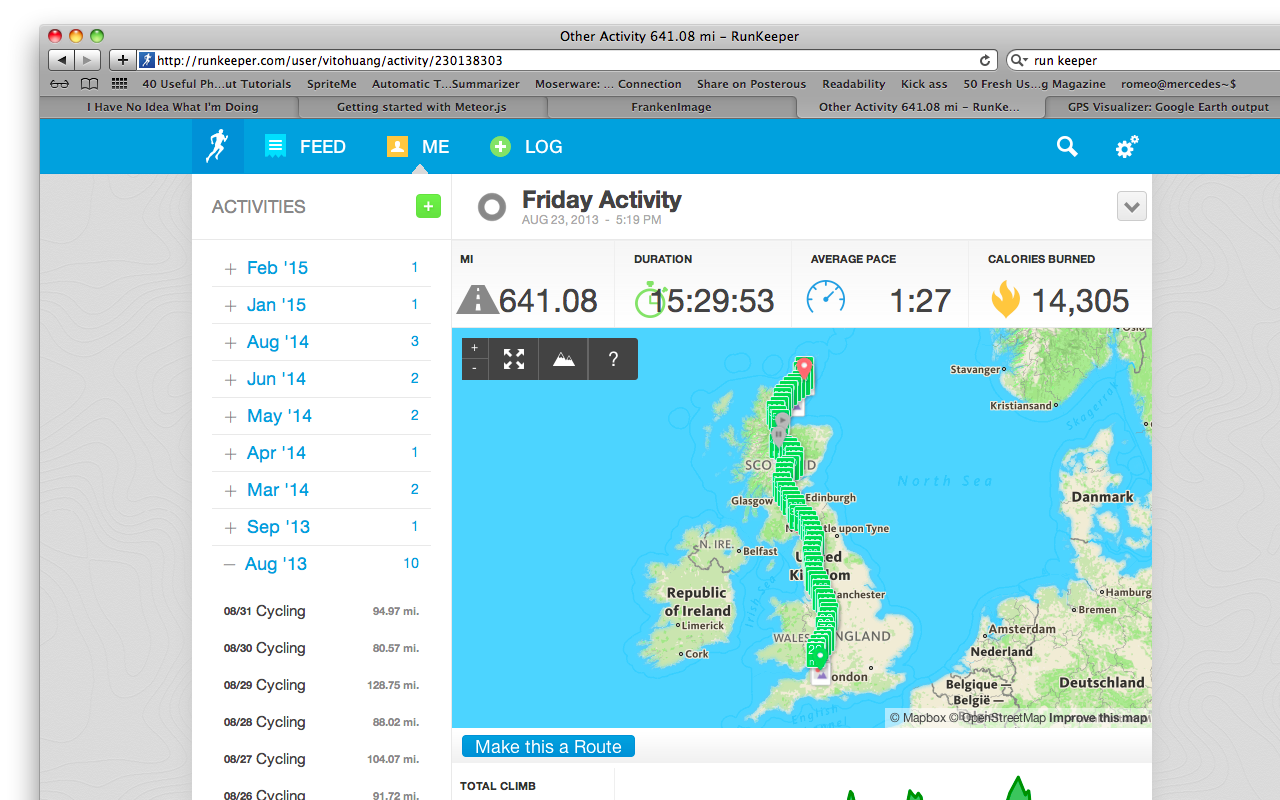 Other Activity 641.08 mi – RunKeeper
http://runkeeper.com/user/vitohuang/activity/230138303
run keeper
40 Useful Ph...ut Tutorials SpriteMe Automatic T...Summarizer Moserware: ... Connection Share on Posterous Readability Kick ass 50 Fresh Us...g Magazine romeo@mercedes~$
I Have No Idea What I'm Doing Getting started with Meteor.js FrankenImage Other Activity 641.08 mi – RunKe... GPS Visualizer: Google Earth output
FEED ME LOG
ACTIVITIES +
Feb '15 1
Jan '15 1
Aug '14 3
Jun '14 2
May '14 2
Apr '14 1
Mar '14 2
Sep '13 1
Aug '13 10
08/31 Cycling 94.97 mi.
08/30 Cycling 80.57 mi.
08/29 Cycling 128.75 mi.
08/28 Cycling 88.02 mi.
08/27 Cycling 104.07 mi.
08/26 Cycling 91.72 mi.
Friday Activity
AUG 23, 2013 - 5:19 PM
MI DURATION AVERAGE PACE CALORIES BURNED
641.08 15:29:53 1:27 14,305
+
-
?
Oslo
Stavanger
Kristiansand
Skagerrak
North Sea
Danmark
Glasgow
Edinburgh
N. IRE.
Belfast
Republic
of Ireland
Limerick
Cork
WALES
Hamburg
Bremen
Amsterdam
Nederland
Belgique —
België —
Deutschland
© Mapbox © OpenStreetMap Improve this map
Make this a Route
TOTAL CLIMB